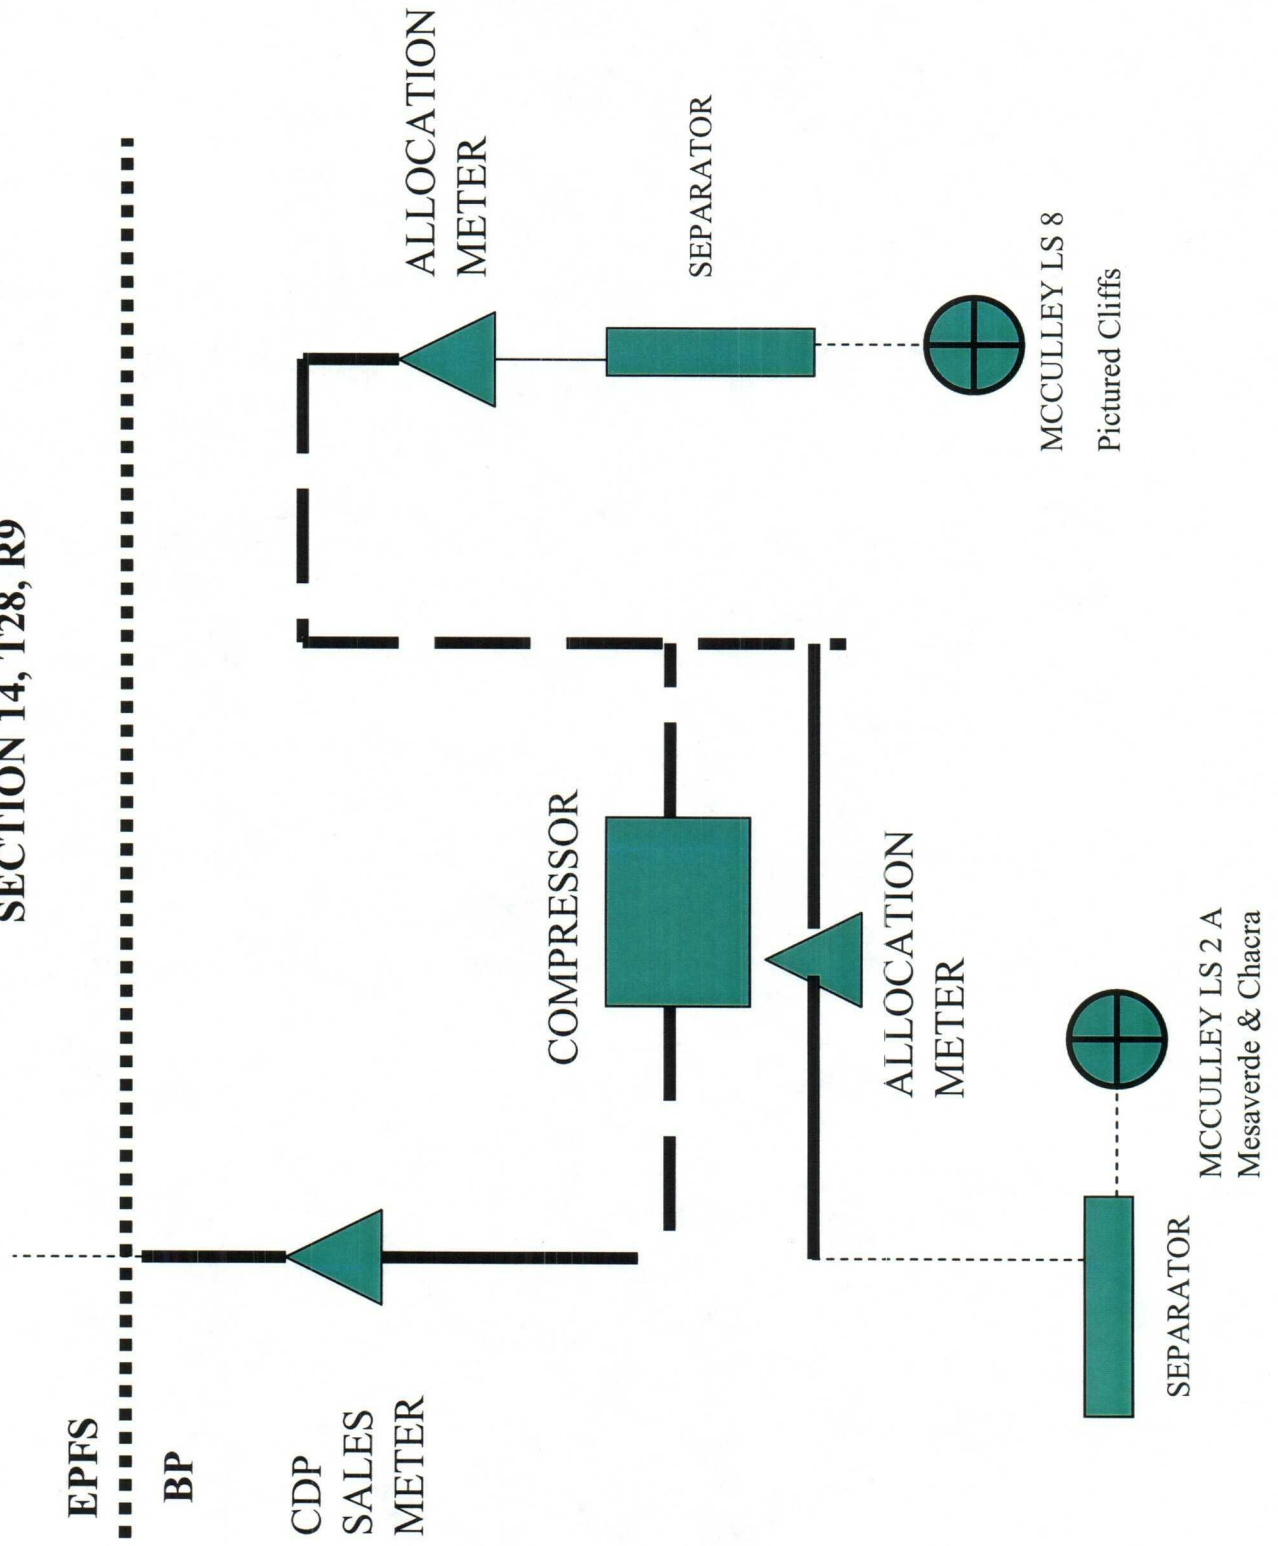 SECTION 14, T28, R9
EPFS
BP
CDP
SALES
METER
COMPRESSOR
ALLOCATION
METER
ALLOCATION
METER
SEPARATOR
MCCULLEY LS 8
Pictured Cliffs
SEPARATOR
MCCULLEY LS 2 A
Mesaverde & Chacra